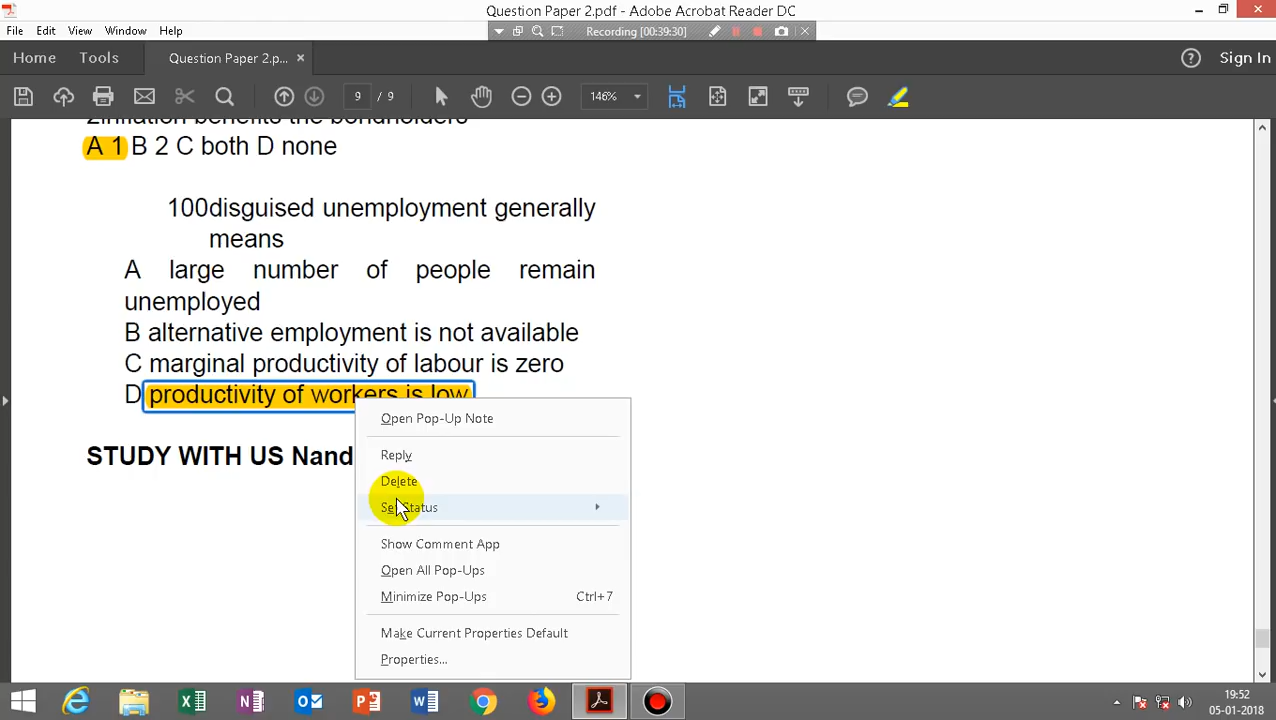 Question Paper 2.pdf - Adobe Acrobat Reader DC
File Edit View Window Help
Recording [00:39:30]
Home Tools Question Paper 2.p... × Sign In
9 / 9 146%
2inflation benefits the bondholders
A 1 B 2 C both D none
100disguised unemployment generally
means
A large number of people remain
unemployed
B alternative employment is not available
C marginal productivity of labour is zero
D productivity of workers is low
STUDY WITH US Nand
Open Pop-Up Note
Reply
Delete
Set Status
Show Comment App
Open All Pop-Ups
Minimize Pop-Ups Ctrl+7
Make Current Properties Default
Properties...
19:52
05-01-2018